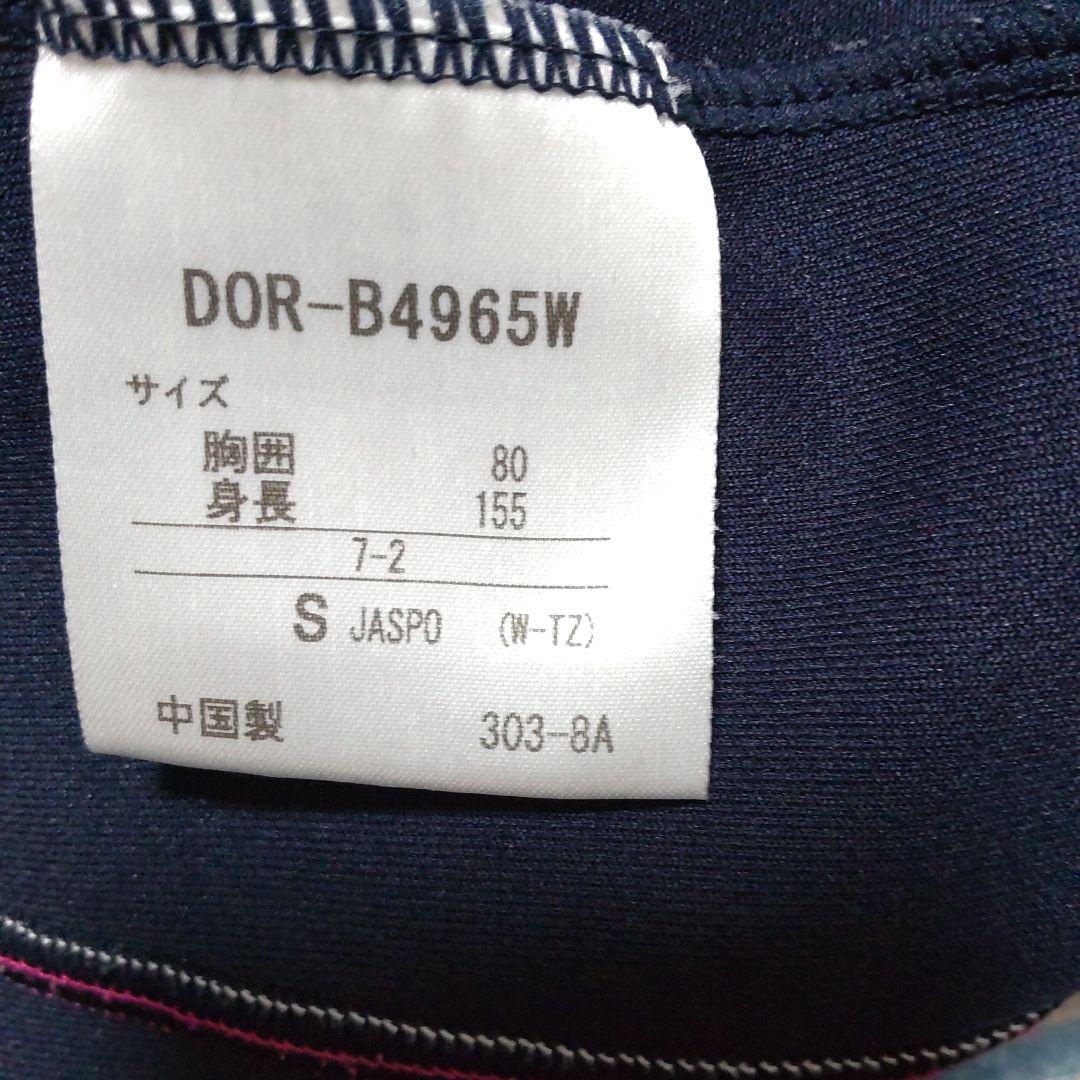 DOR-B4965W
サイズ
胸囲 80
身長 155
7-2
S JASPO (W-TZ)
中国製 303-8A